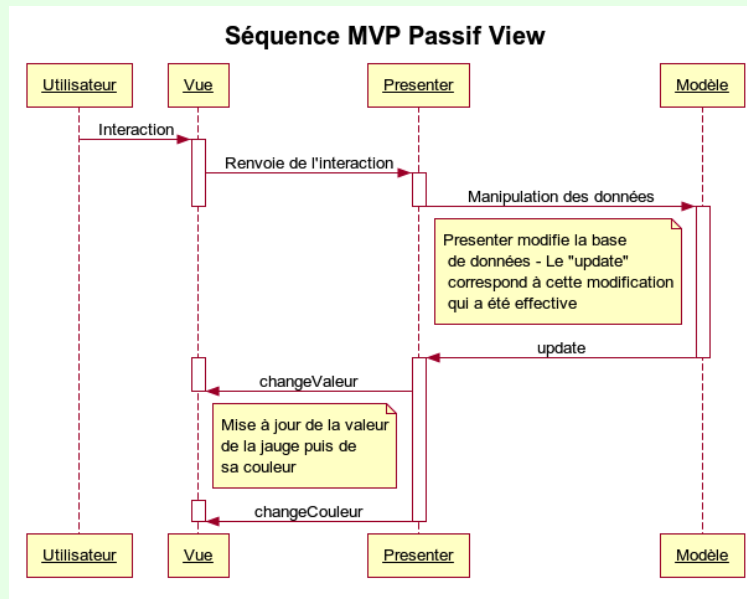 Séquence MVP Passif View
Utilisateur
Vue
Presenter
Modèle
Interaction
Renvoie de l'interaction
Manipulation des données
Presenter modifie la base
de données - Le "update"
correspond à cette modification
qui a été effective
update
changeValeur
Mise à jour de la valeur
de la jauge puis de
sa couleur
changeCouleur
Utilisateur
Vue
Presenter
Modèle